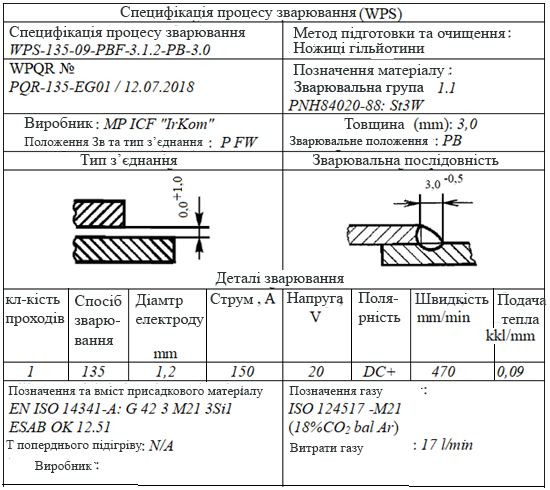 Специфікація процесу зварювання (WPS)
Специфікація процесу зварювання
WPS-135-09-PBF-3.1.2-PB-3.0
Метод підготовки та очищення :
Ножиці гільйотини
WPQR №
PQR-135-EG01 / 12.07.2018
Позначення матеріалу :
Зварювальна група 1.1
PNH84020-88: St3W
Виробник : MP ICF "IrKom"
Положення Зв та тип з’єднання : P FW
Товщина (mm): 3,0
Зварювальне положення : PB
Тип з’єднання
Зварювальна послідовність
0,0+1,0
3,0-0,5
Деталі зварювання
кл-кість проходів
Спосіб зварю-вання
Діамтр електроду mm
Струм , А
Напруга, V
Поля-рність
Швидкість mm/min
Подача тепла kkl/mm
1 135 1,2 150 20 DC+ 470 0,09
Позначення та вміст присадкового матеріалу
EN ISO 14341-A: G 42 3 M21 3Si1
ESAB OK 12.51
Т поперднього підігріву: N/A
Виробник :
Позначення газу :
ISO 124517 -M21
(18%CO2 bal Ar)
Витрати газу : 17 l/min